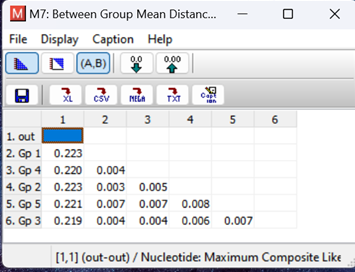 M M7: Between Group Mean Distanc...
File Display Caption Help
(A,B) 0.0 0.00
XL CSV MEGA TXT Capt ion
1 2 3 4 5 6
1. out
2. Gp 1 0.223
3. Gp 4 0.220 0.004
4. Gp 2 0.223 0.003 0.005
5. Gp 5 0.221 0.007 0.007 0.008
6. Gp 3 0.219 0.004 0.004 0.006 0.007
[1,1] (out-out) / Nucleotide: Maximum Composite Like